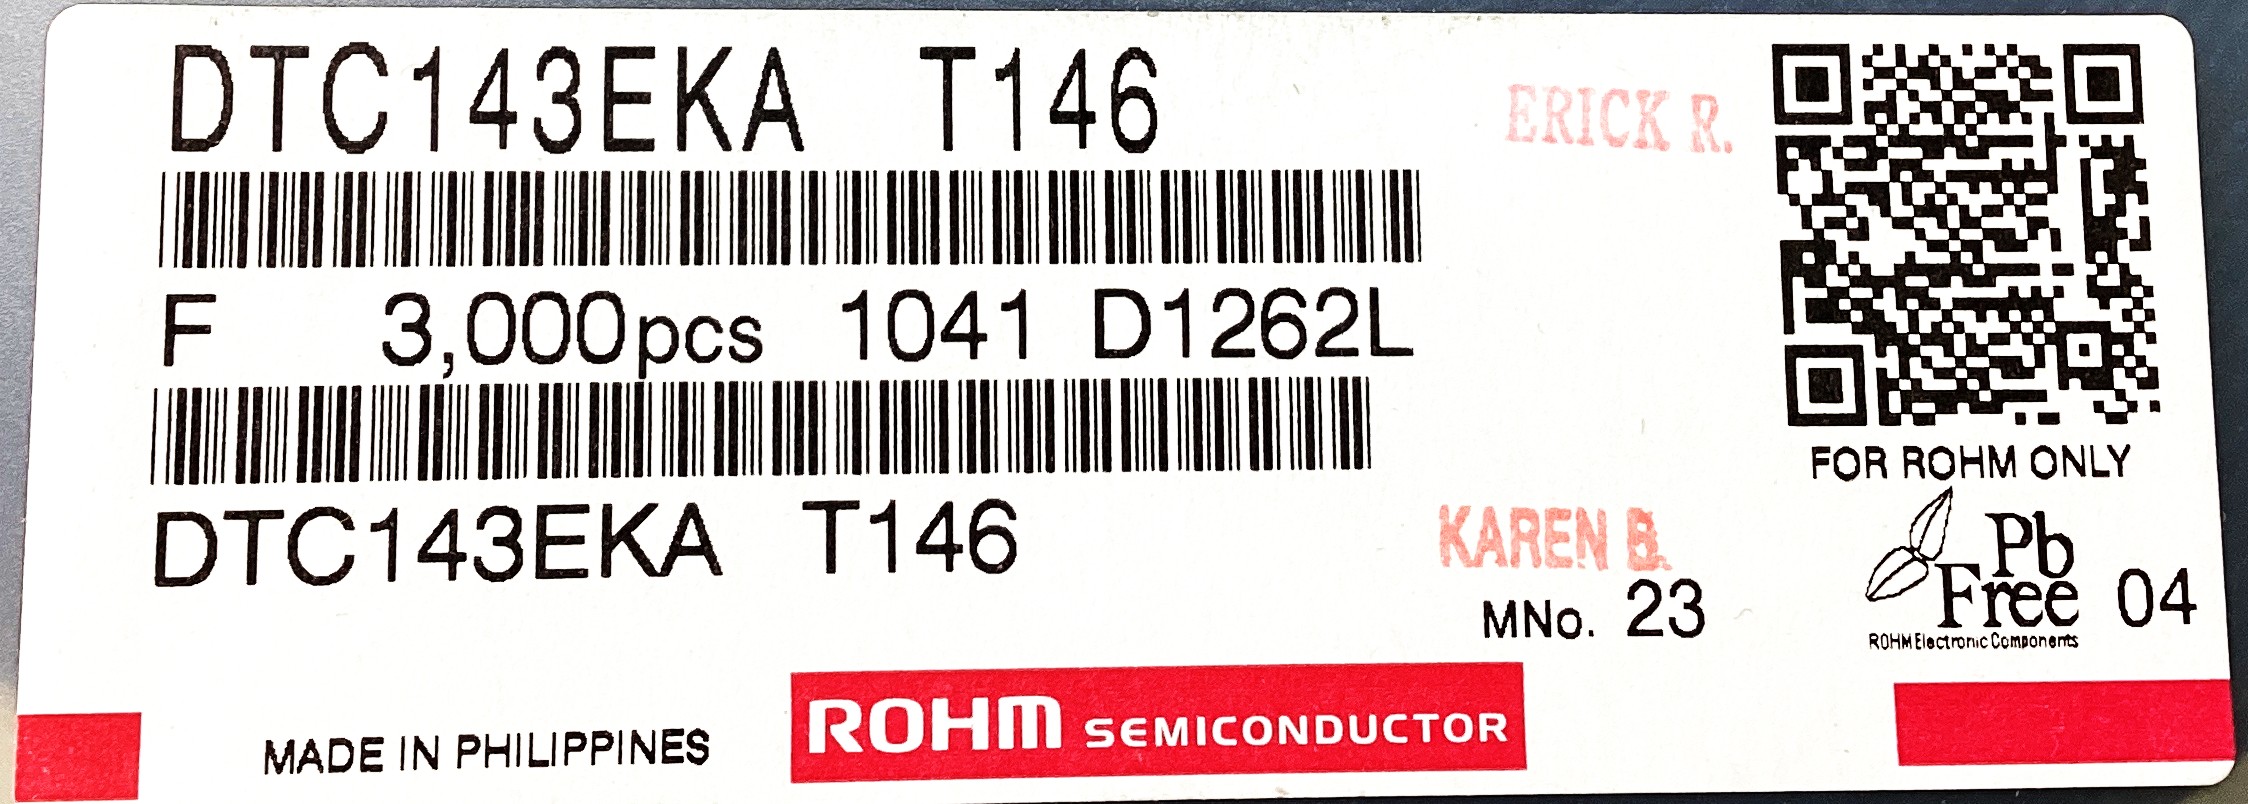 DTC143EKA T146
ERICK R.
F 3,000pcs 1041 D1262L
FOR ROHM ONLY
DTC143EKA T146
KAREN B.
MNo. 23
Pb
Free 04
ROHM Electronic Components
MADE IN PHILIPPINES
ROHM SEMICONDUCTOR